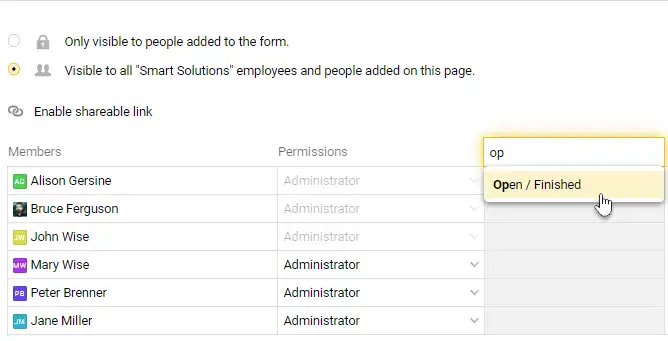 Only visible to people added to the form.
Visible to all "Smart Solutions" employees and people added on this page.
Enable shareable link
Members Permissions op
AG Alison Gersine Administrator Open / Finished
Bruce Ferguson Administrator
JW John Wise Administrator
MW Mary Wise Administrator
PB Peter Brenner Administrator
JM Jane Miller Administrator